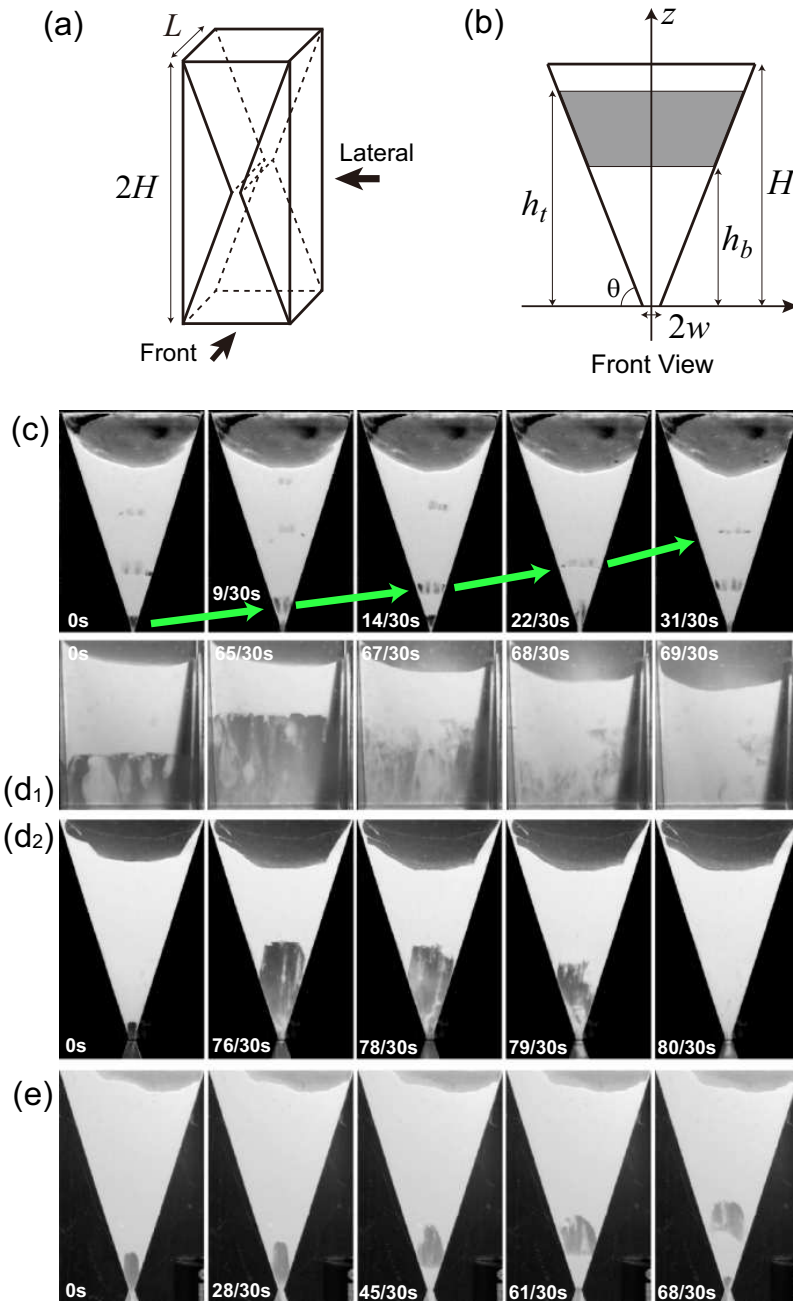 (a)
L
2H
Lateral
Front
(b)
z
h_t
H
h_b
θ
2w
Front View
(c)
0s
9/30s
14/30s
22/30s
31/30s
(d₁)
0s
65/30s
67/30s
68/30s
69/30s
(d₂)
0s
76/30s
78/30s
79/30s
80/30s
(e)
0s
28/30s
45/30s
61/30s
68/30s